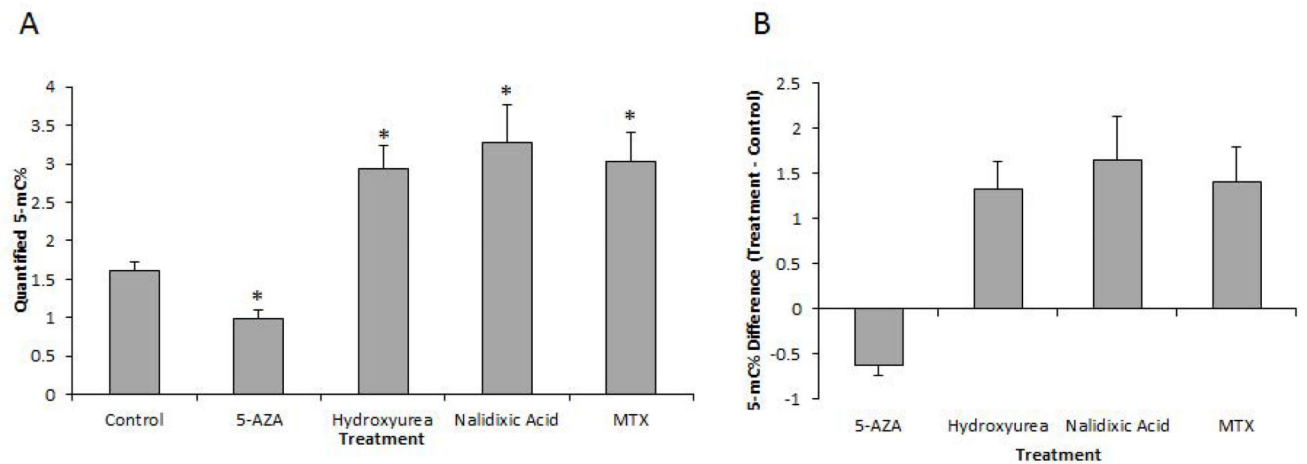 A
Quantified 5-mC%
4
3.5
3
2.5
2
1.5
1
0.5
0
*
*
*
*
Control 5-AZA Hydroxyurea Nalidixic Acid MTX
Treatment
B
5-mC% Difference (Treatment - Control)
2.5
2
1.5
1
0.5
0
-0.5
-1
5-AZA Hydroxyurea Nalidixic Acid MTX
Treatment